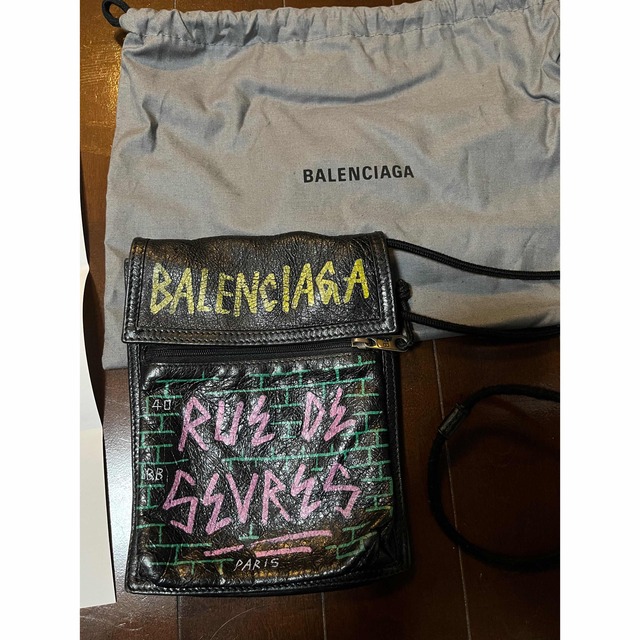 BALENCIAGA
BALENCIAGA
40
RUE DE
BB
SEVRES
PARIS